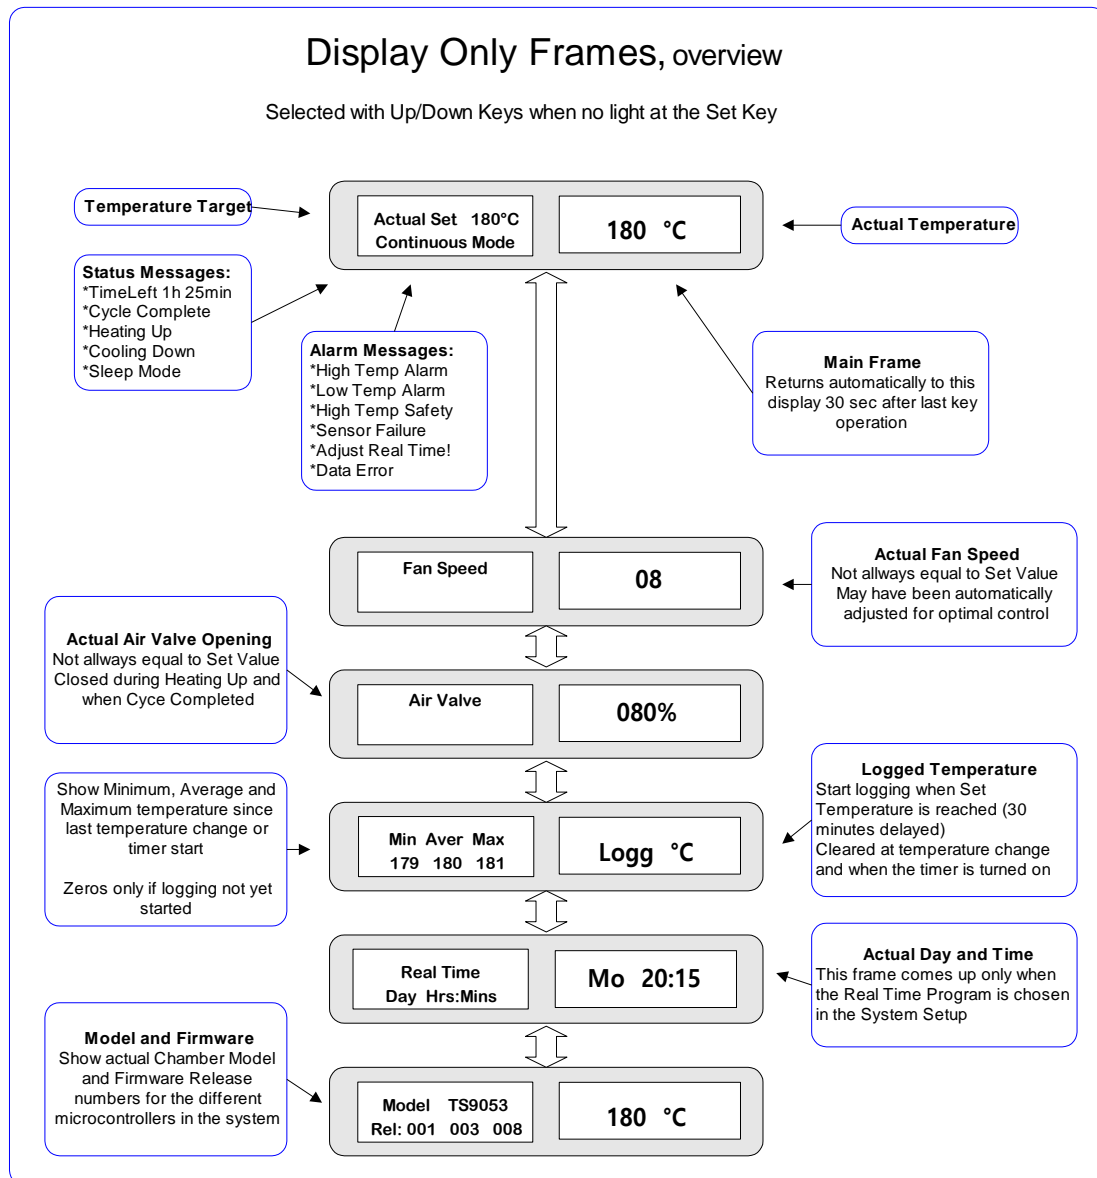 Display Only Frames, overview
Selected with Up/Down Keys when no light at the Set Key
Temperature Target
Actual Set 180°C
Continuous Mode
180 °C
Actual Temperature
Status Messages:
*TimeLeft 1h 25min
*Cycle Complete
*Heating Up
*Cooling Down
*Sleep Mode
Alarm Messages:
*High Temp Alarm
*Low Temp Alarm
*High Temp Safety
*Sensor Failure
*Adjust Real Time!
*Data Error
Main Frame
Returns automatically to this
display 30 sec after last key
operation
Fan Speed
08
Actual Fan Speed
Not allways equal to Set Value
May have been automatically
adjusted for optimal control
Actual Air Valve Opening
Not allways equal to Set Value
Closed during Heating Up and
when Cyce Completed
Air Valve
080%
Show Minimum, Average and
Maximum temperature since
last temperature change or
timer start
Zeros only if logging not yet
started
Min Aver Max
179 180 181
Logg °C
Logged Temperature
Start logging when Set
Temperature is reached (30
minutes delayed)
Cleared at temperature change
and when the timer is turned on
Real Time
Day Hrs:Mins
Mo 20:15
Actual Day and Time
This frame comes up only when
the Real Time Program is chosen
in the System Setup
Model and Firmware
Show actual Chamber Model
and Firmware Release
numbers for the different
microcontrollers in the system
Model TS9053
Rel: 001 003 008
180 °C